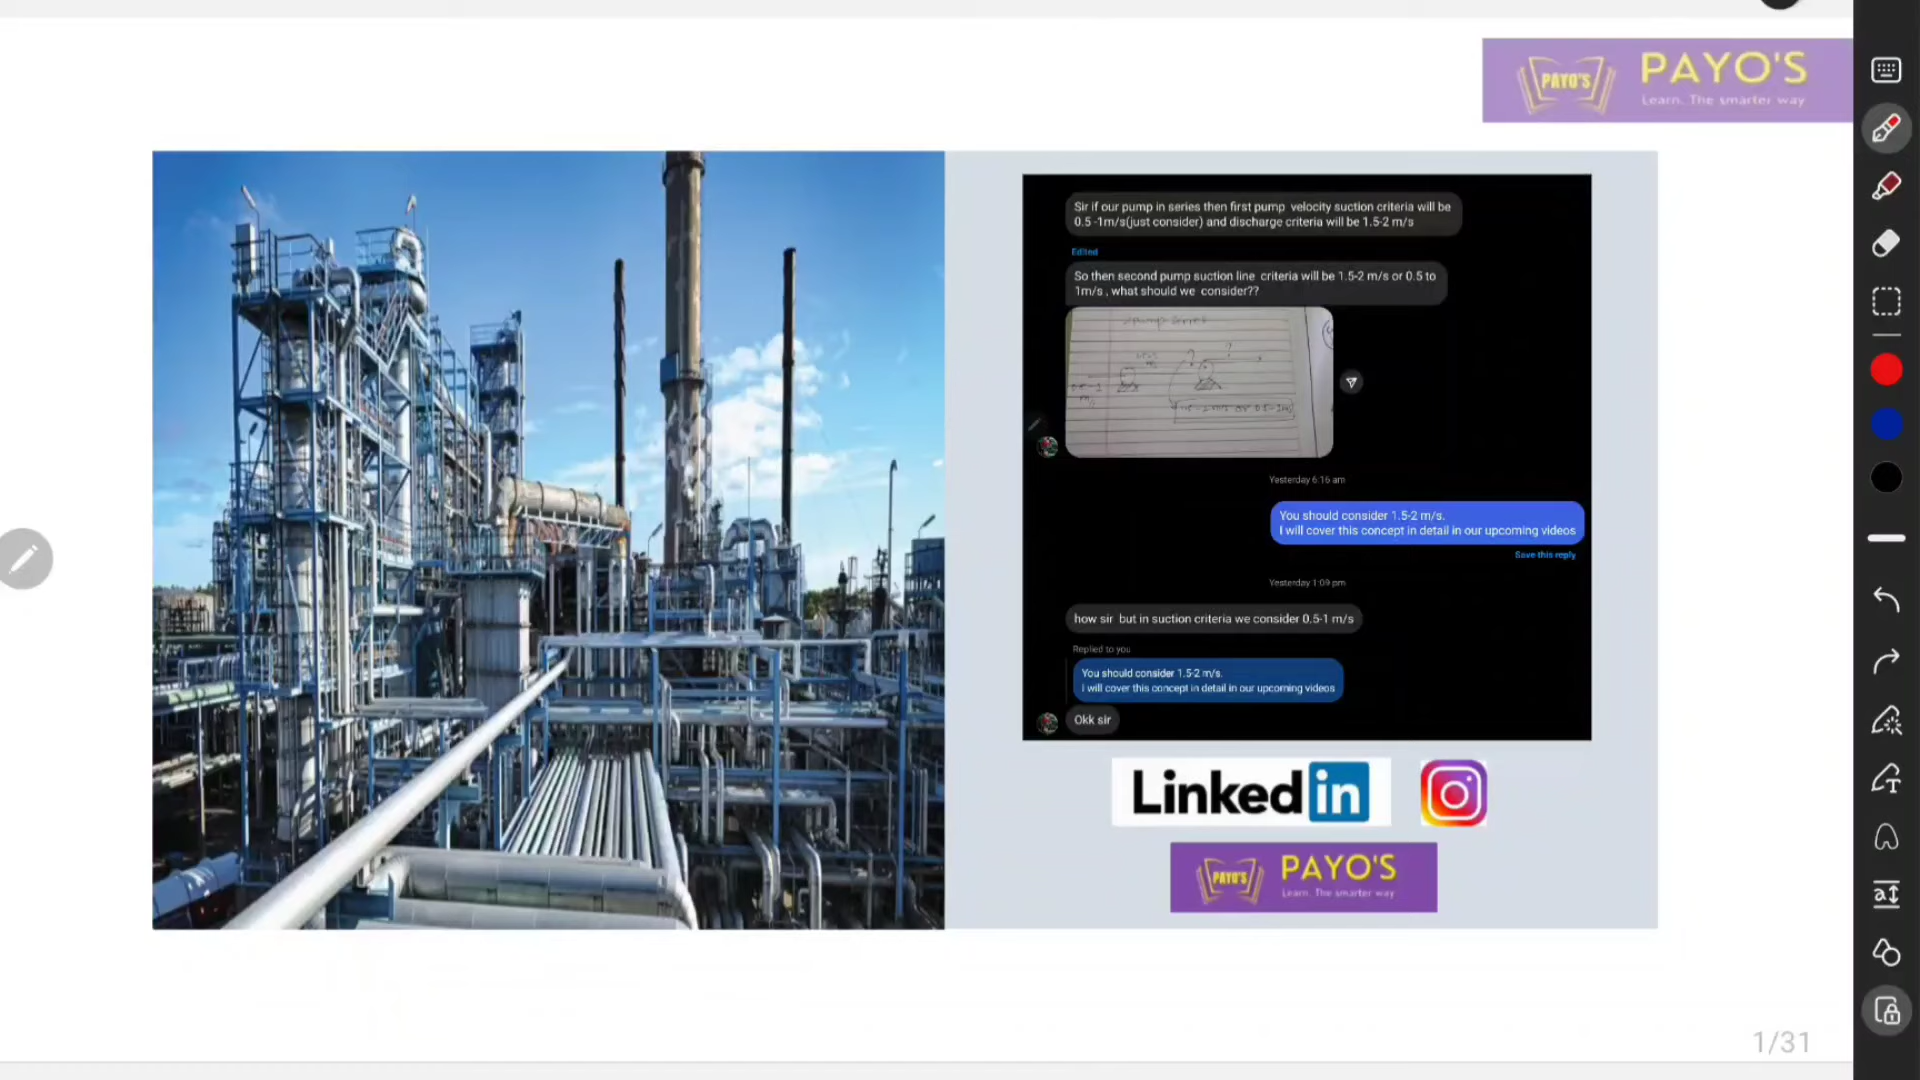 PAYO'S
PAYO'S
Learn. The smarter way
Sir if our pump in series then first pump velocity suction criteria will be
0.5 -1m/s(just consider) and discharge criteria will be 1.5-2 m/s
Edited
So then second pump suction line criteria will be 1.5-2 m/s or 0.5 to
1m/s , what should we consider??
Yesterday 6:16 am
You should consider 1.5-2 m/s.
I will cover this concept in detail in our upcoming videos
Save this reply
Yesterday 1:09 pm
how sir but in suction criteria we consider 0.5-1 m/s
Replied to you
You should consider 1.5-2 m/s.
I will cover this concept in detail in our upcoming videos
Okk sir
Linked in
PAYO'S
PAYO'S
Learn. The smarter way
1/31